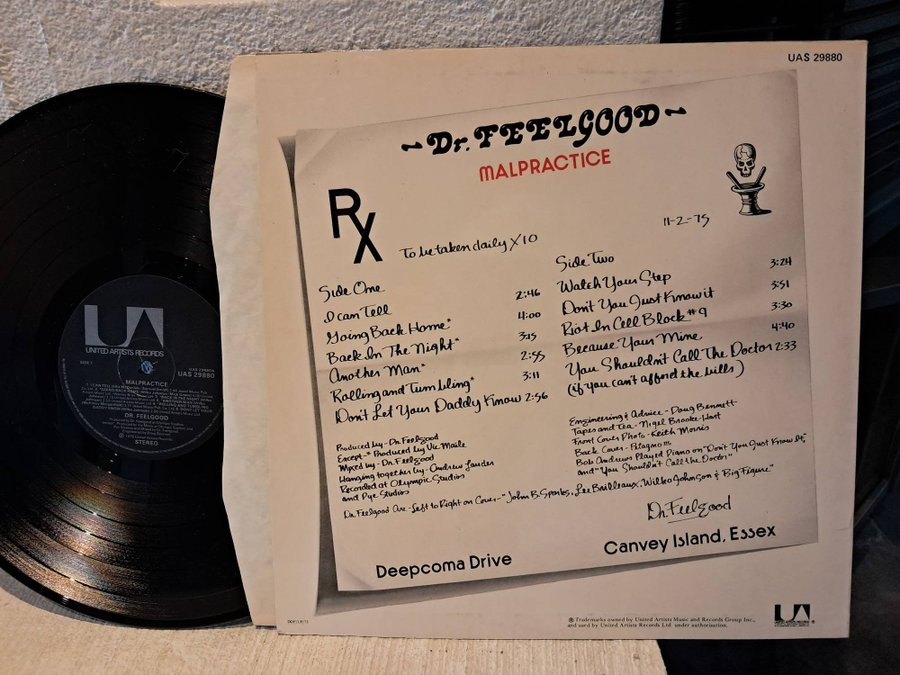 UAS 29880
Dr. FEELGOOD
MALPRACTICE
RX
To be taken daily X 10
11-2-75
Side One
I can Tell 2:46
Going Back Home* 4:00
Back In The Night* 3:15
Another Man* 2:55
Rolling and Tumbling* 3:11
Don't Let Your Daddy Know 2:56
Side Two
Watch Your Step 3:24
Don't You Just Know it 3:51
Riot In Cell Block #9 3:30
Because Your Mine 4:40
You Shouldn't Call The Doctor 2:33
(if you can't afford the bills)
Produced by - Dr. Feelgood
Except - * Produced by Vic Maile
Mixed by - Dr. Feelgood
Hanging together by - Andrew Lauder
Recorded at Olympic Studios
and Pye Studios
Engineering & Advice - Doug Bennett
Tapes and Tea - Nigel Brooke-Hart
Front Cover Photo - Keith Morris
Back Cover -
Bob Andrews Played Piano on "Don't You Just Know It"
and "You Shouldn't Call The Doctor"
Dr. Feelgood Are - Left to Right on Cover - "John B. Sparks, Lee Brilleaux, Wilko Johnson & Big Figure"
Dr. Feelgood
Deepcoma Drive
Canvey Island, Essex
Trademarks owned by United Artists Music and Records Group Inc.,
and used by United Artists Records Ltd. under authorisation.
UA
UA
UNITED ARTISTS RECORDS
SIDE 1
UAS 29880A
UAS 29880
MALPRACTICE
DR. FEELGOOD
STEREO